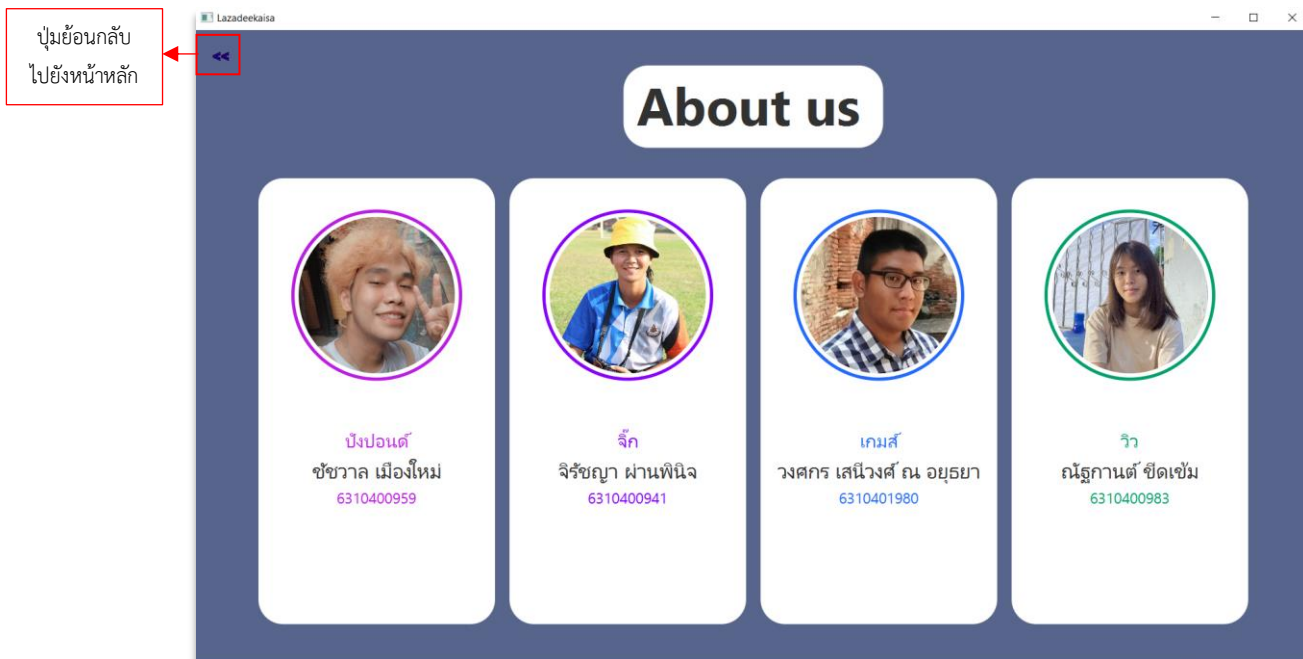 ปุ่มย้อนกลับ
ไปยังหน้าหลัก
Lazadeekaisa
<<
About us
ปังปอนด์
ชัชวาล เมืองใหม่
6310400959
จิ๊ก
จิรัชญา ผ่านพินิจ
6310400941
เกมส์
วงศกร เสนีวงศ์ ณ อยุธยา
6310401980
วิว
ณัฐกานต์ ขีดเข้ม
6310400983